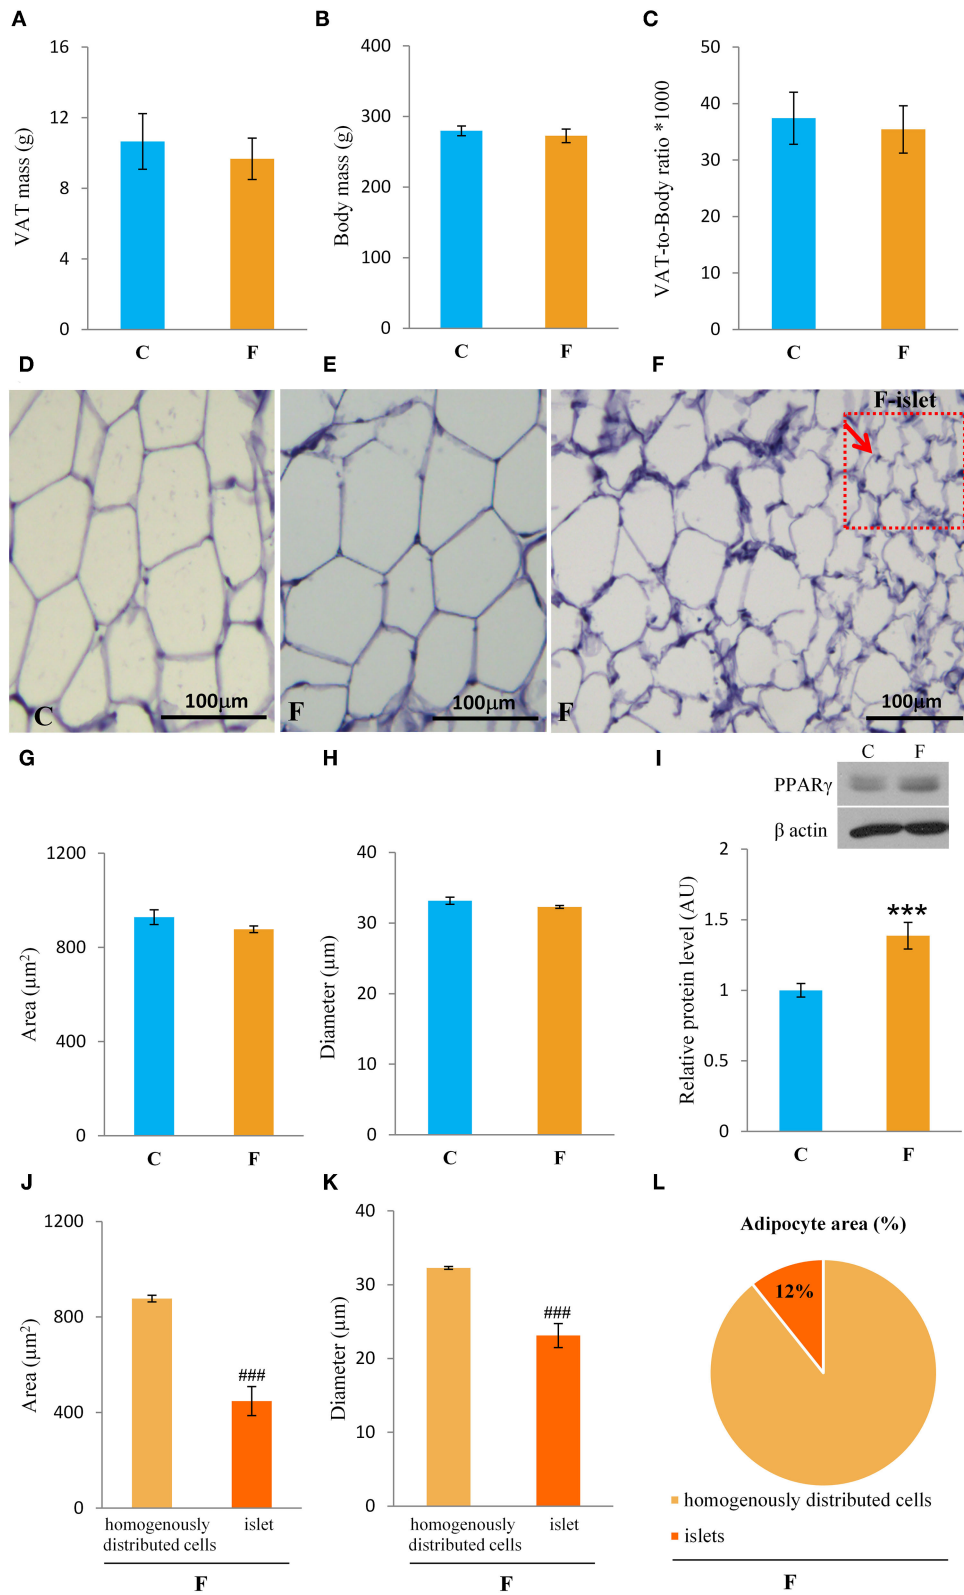 A
16
12
8
4
0
VAT mass (g)
C
F
B
400
300
200
100
0
Body mass (g)
C
F
C
50
40
30
20
10
0
VAT-to-Body ratio *1000
C
F
D
C
100μm
E
F
100μm
F
F-islet
F
100μm
G
1200
800
400
0
Area (μm²)
C
F
H
40
30
20
10
0
Diameter (μm)
C
F
I
C F
PPARγ
β actin
2
1.5
1
0.5
0
Relative protein level (AU)
***
C
F
J
1200
800
400
0
Area (μm²)
###
homogenously
distributed cells
islet
F
K
40
30
20
10
0
Diameter (μm)
###
homogenously
distributed cells
islet
F
L
Adipocyte area (%)
12%
homogenously distributed cells
islets
F